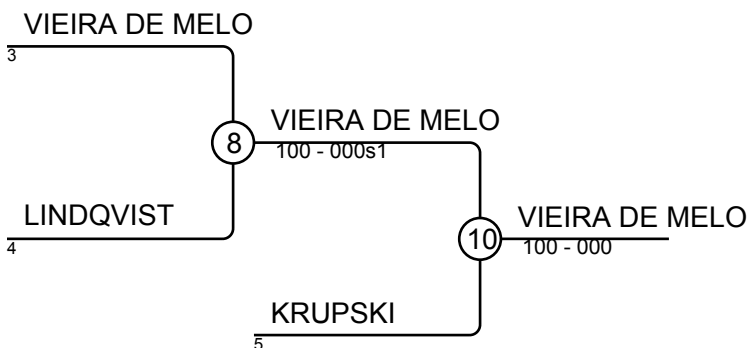 VIEIRA DE MELO
3
8
VIEIRA DE MELO
100 - 000s1
LINDQVIST
4
10
VIEIRA DE MELO
100 - 000
KRUPSKI
5